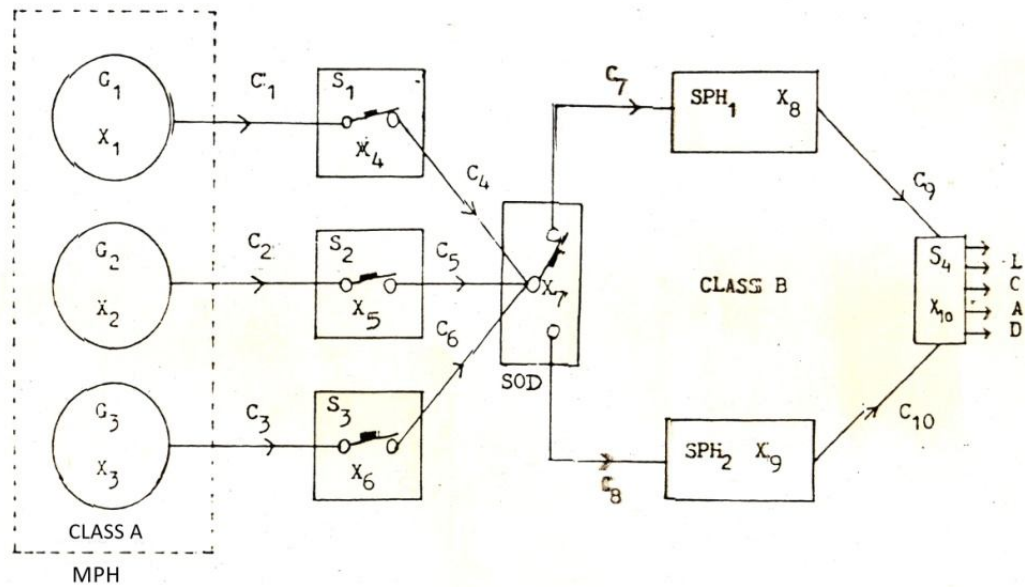 G1
X1
C1
S1
X4
C4
G2
X2
C2
S2
X5
C5
G3
X3
C3
S3
X6
C6
CLASS A
MPH
X7
SOD
C7
SPH1 X8
C9
CLASS B
S4
X10
L
C
A
D
C8
SPH2 X9
C10